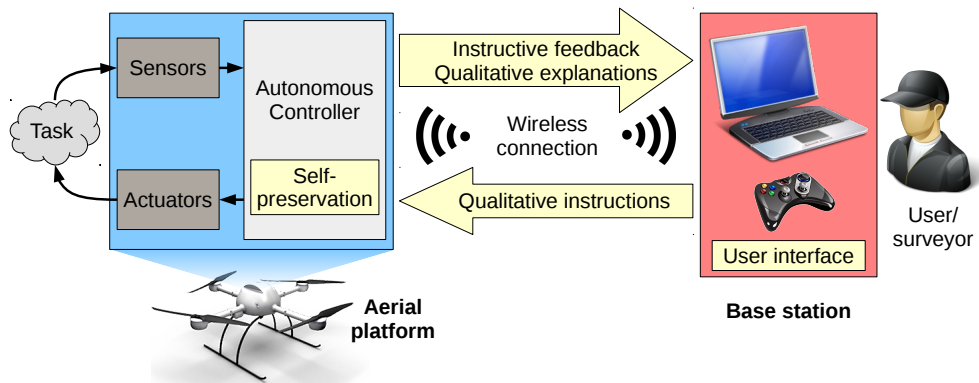 Sensors
Autonomous
Controller
Task
Self-
preservation
Actuators
Instructive feedback
Qualitative explanations
Wireless
connection
Qualitative instructions
User interface
User/
surveyor
Aerial
platform
Base station